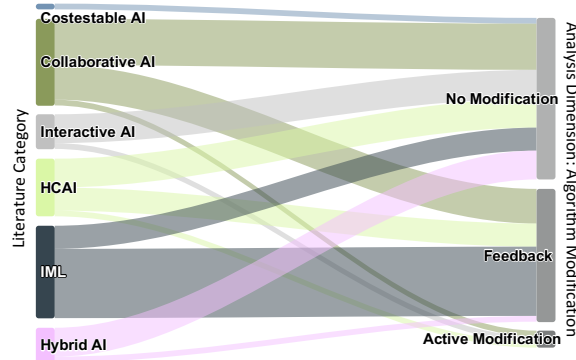 Literature Category
Costestable AI
Collaborative AI
Interactive AI
HCAI
IML
Hybrid AI
No Modification
Feedback
Active Modification
Analysis Dimension: Algorithm Modification